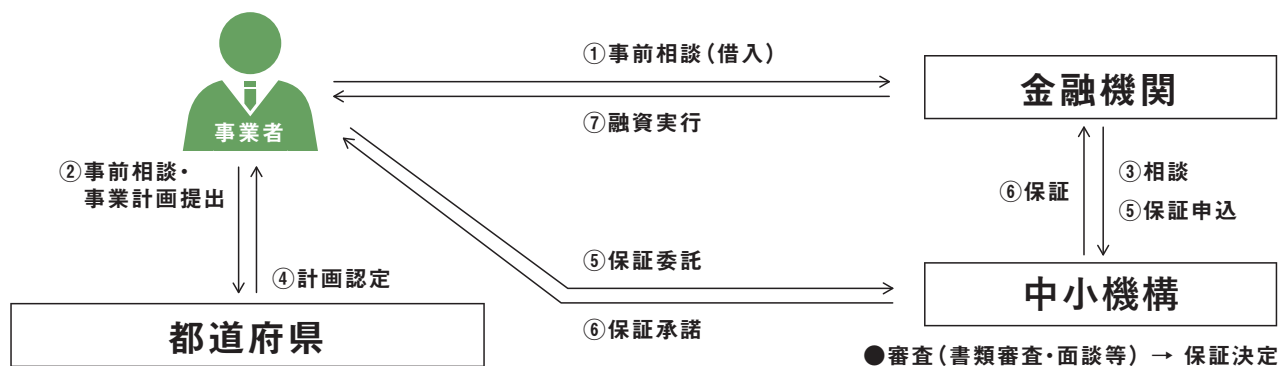 ①事前相談(借入)
金融機関
事業者
⑦融資実行
②事前相談・
事業計画提出
③相談
⑥保証
⑤保証申込
④計画認定
⑤保証委託
中小機構
都道府県
⑥保証承諾
●審査(書類審査・面談等) → 保証決定